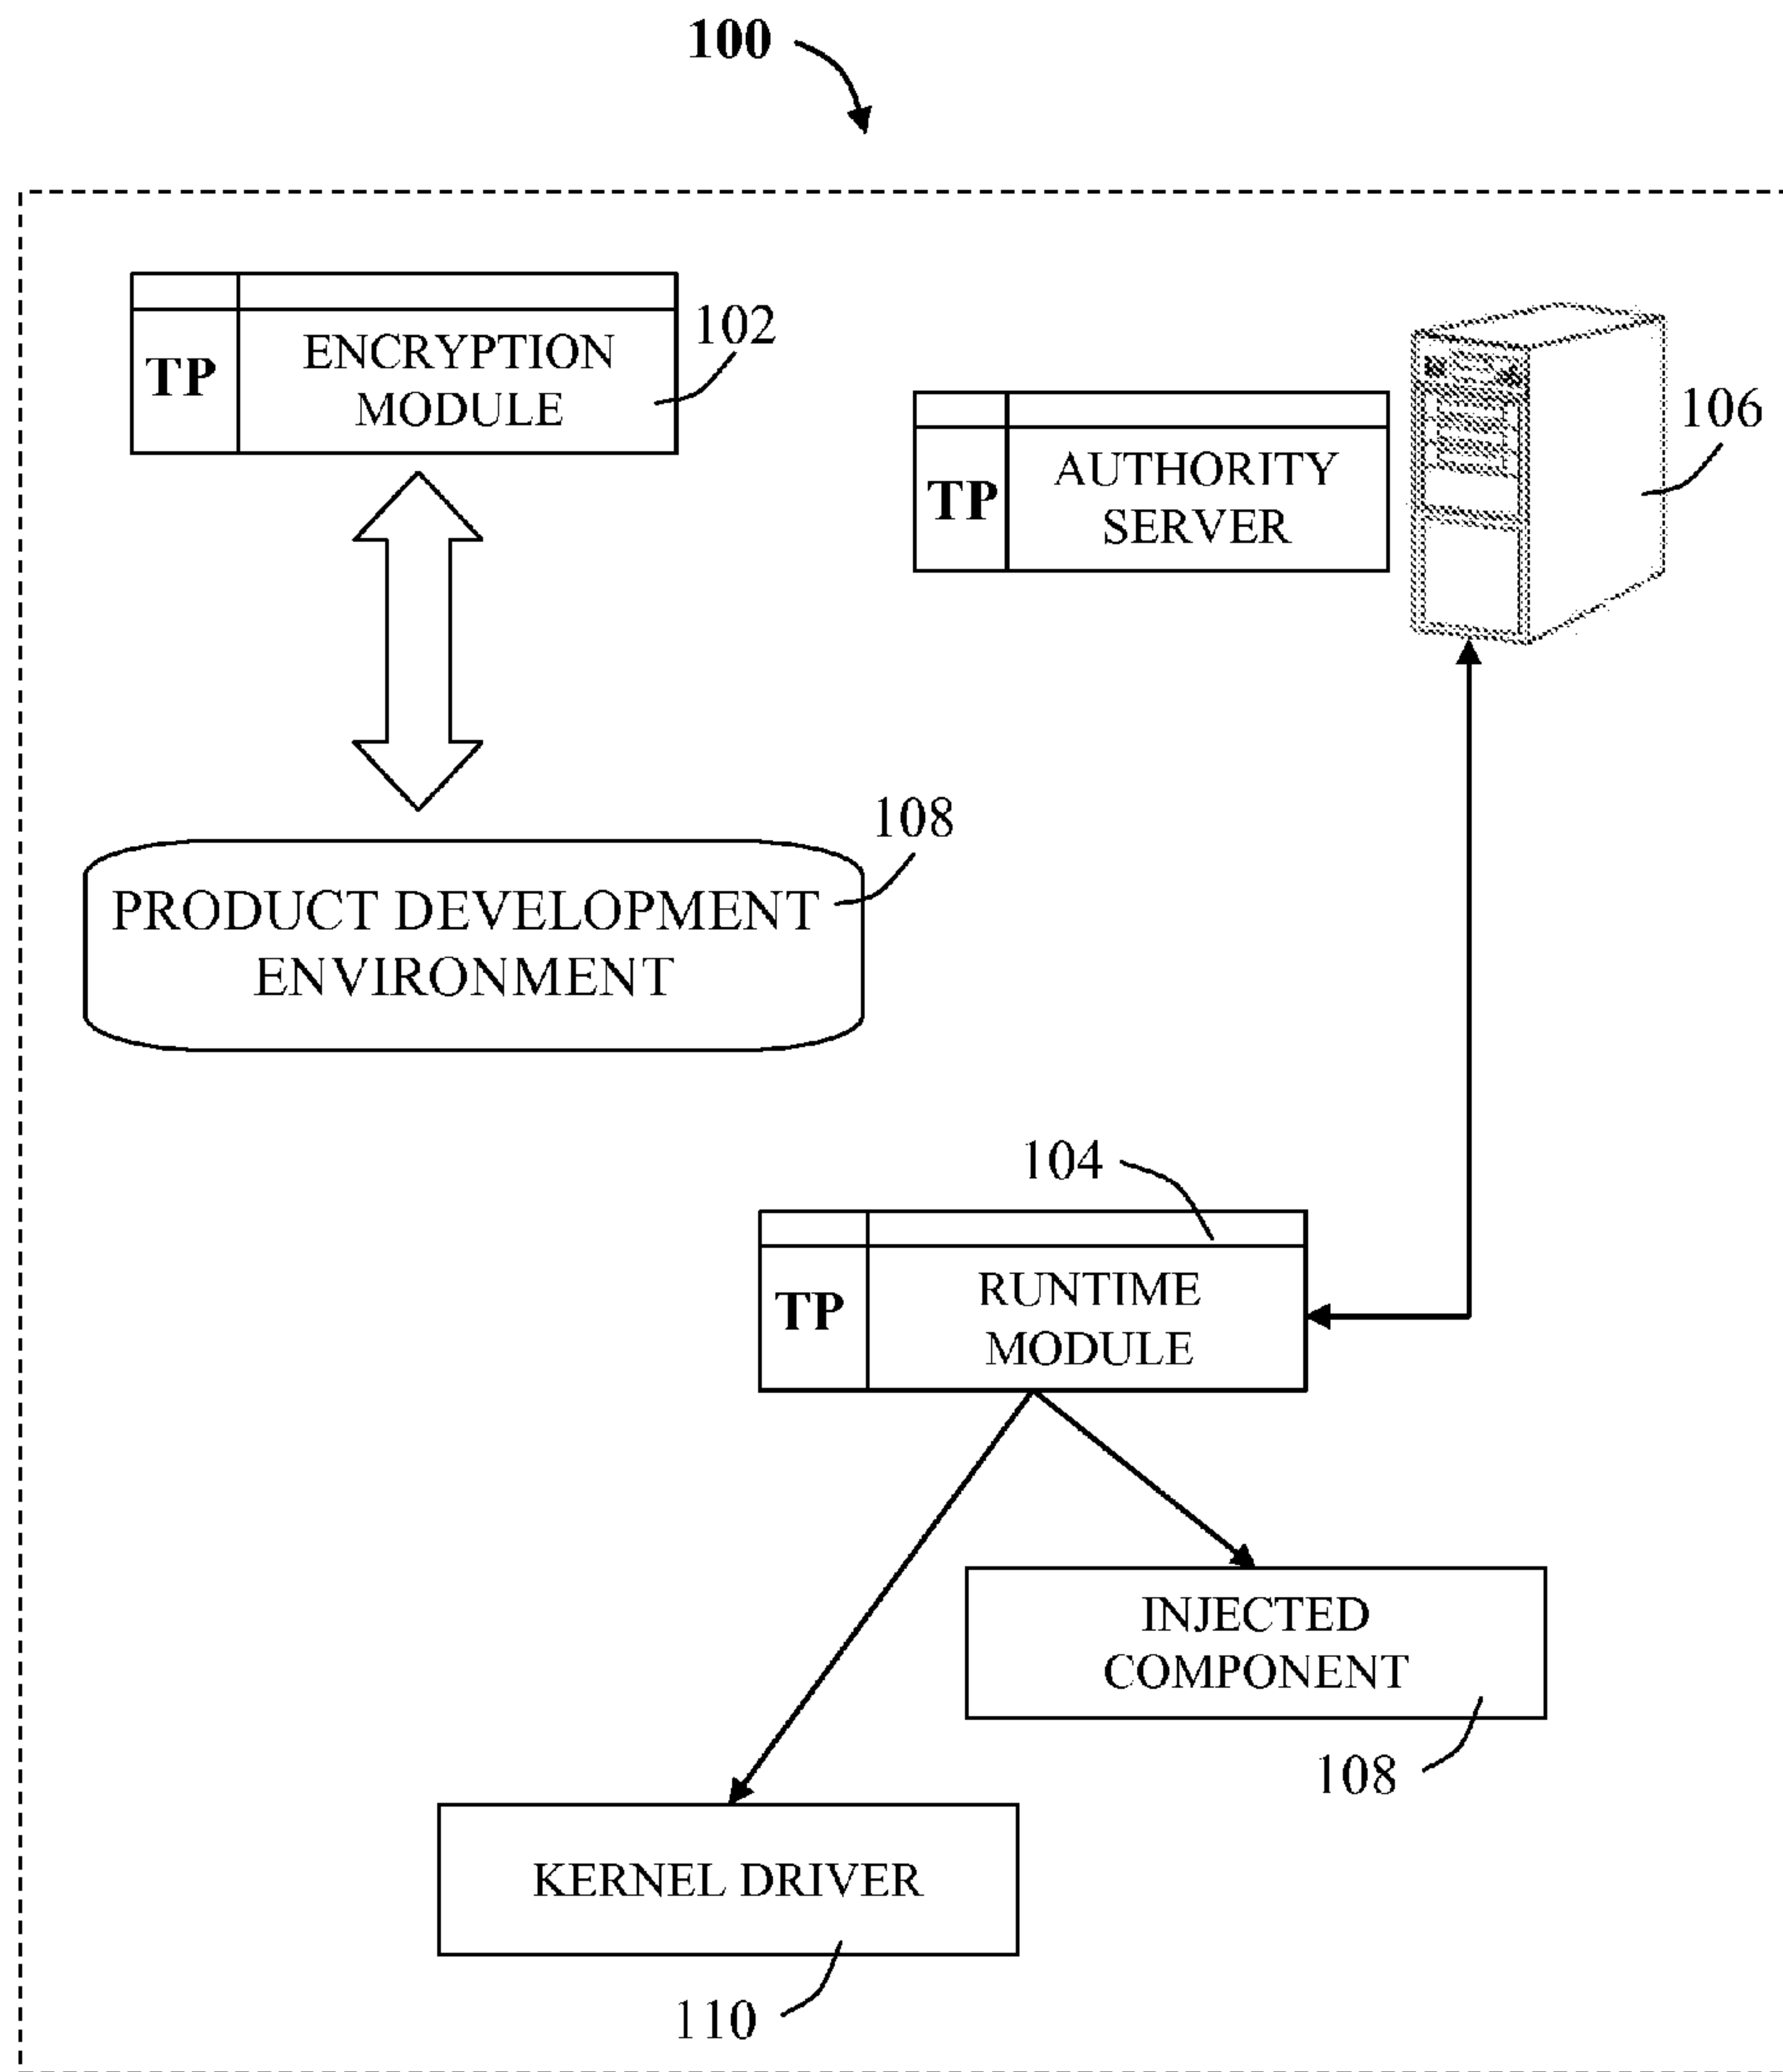 100
TP
ENCRYPTION
MODULE
102
TP
AUTHORITY
SERVER
106
108
PRODUCT DEVELOPMENT
ENVIRONMENT
104
TP
RUNTIME
MODULE
INJECTED
COMPONENT
108
KERNEL DRIVER
110